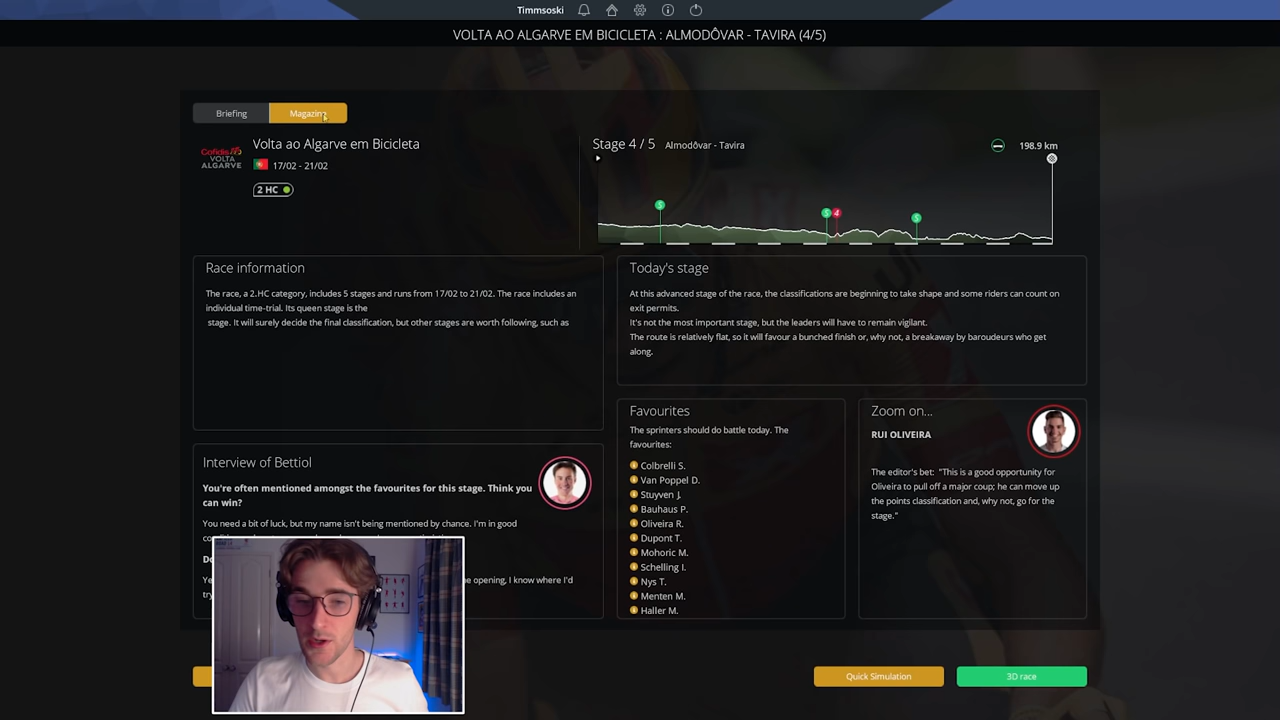 Timmsoski
VOLTA AO ALGARVE EM BICICLETA : ALMODÔVAR - TAVIRA (4/5)
Briefing
Magazine
Cofidis
VOLTA
ALGARVE
Volta ao Algarve em Bicicleta
17/02 - 21/02
2 HC
Stage 4 / 5 Almodôvar - Tavira
198.9 km
S
S
4
S
Race information
The race, a 2.HC category, includes 5 stages and runs from 17/02 to 21/02. The race includes an
individual time-trial. Its queen stage is the
stage. It will surely decide the final classification, but other stages are worth following, such as
Today's stage
At this advanced stage of the race, the classifications are beginning to take shape and some riders can count on
exit permits.
It's not the most important stage, but the leaders will have to remain vigilant.
The route is relatively flat, so it will favour a bunched finish or, why not, a breakaway by baroudeurs who get
along.
Interview of Bettiol
You're often mentioned amongst the favourites for this stage. Think you
can win?
You need a bit of luck, but my name isn't being mentioned by chance. I'm in good
e opening, I know where I'd
Favourites
The sprinters should do battle today. The
favourites:
Colbrelli S.
Van Poppel D.
Stuyven J.
Bauhaus P.
Oliveira R.
Dupont T.
Mohoric M.
Schelling I.
Nys T.
Menten M.
Haller M.
Zoom on...
RUI OLIVEIRA
The editor's bet: "This is a good opportunity for
Oliveira to pull off a major coup; he can move up
the points classification and, why not, go for the
stage."
Quick Simulation
3D race